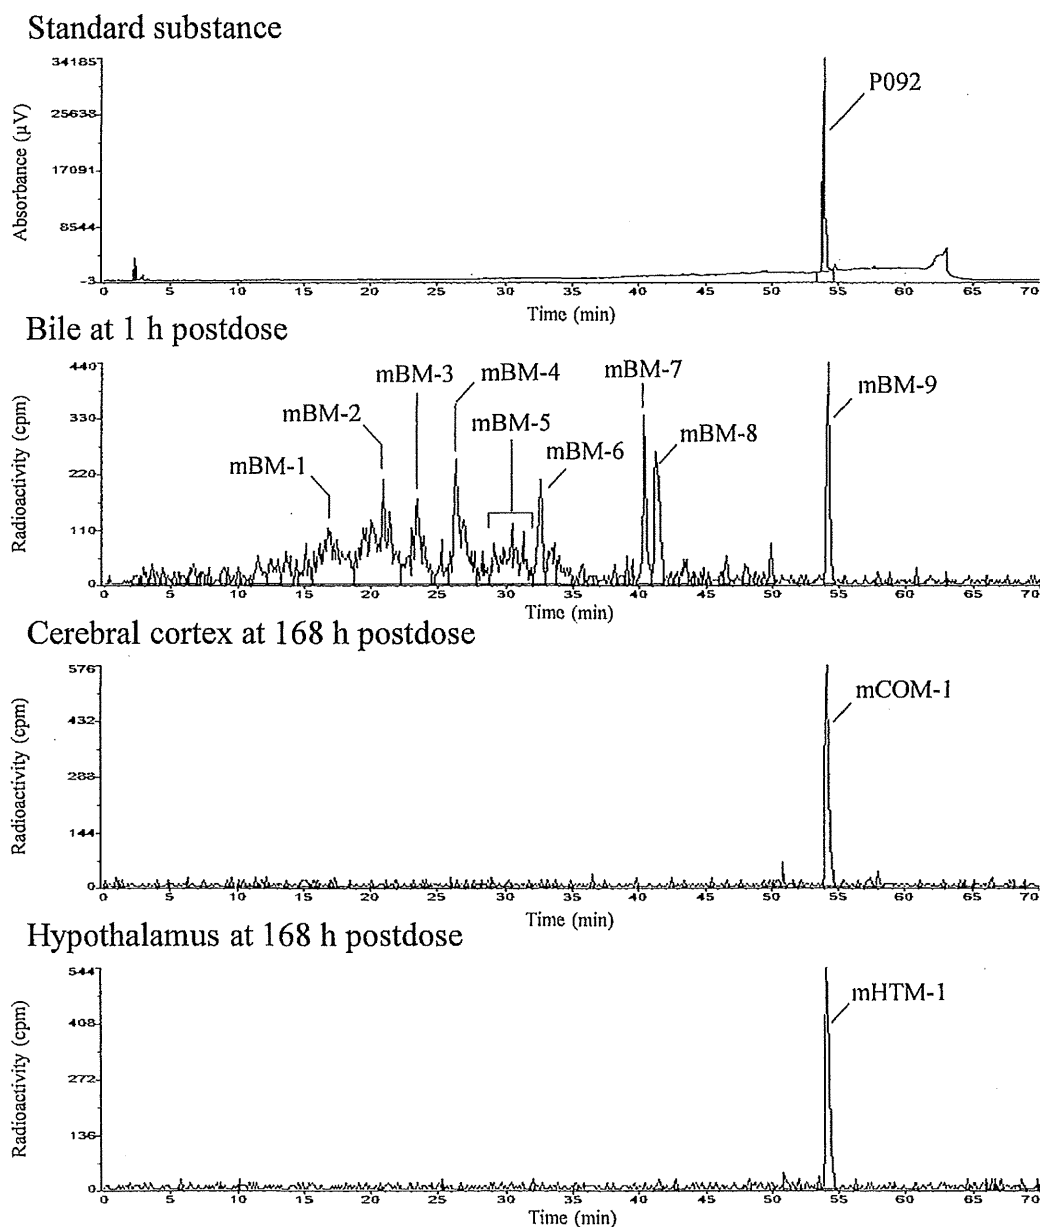 Standard substance
34185
25638
17091
8544
-3
Absorbance (µV)
P092
0 5 10 15 20 25 30 35 40 45 50 55 60 65 70
Time (min)
Bile at 1 h postdose
440
330
220
110
0
Radioactivity (cpm)
mBM-1
mBM-2
mBM-3
mBM-4
mBM-5
mBM-6
mBM-7
mBM-8
mBM-9
0 5 10 15 20 25 30 35 40 45 50 55 60 65 70
Time (min)
Cerebral cortex at 168 h postdose
576
432
288
144
0
Radioactivity (cpm)
mCOM-1
0 5 10 15 20 25 30 35 40 45 50 55 60 65 70
Time (min)
Hypothalamus at 168 h postdose
544
408
272
136
0
Radioactivity (cpm)
mHTM-1
0 5 10 15 20 25 30 35 40 45 50 55 60 65 70
Time (min)